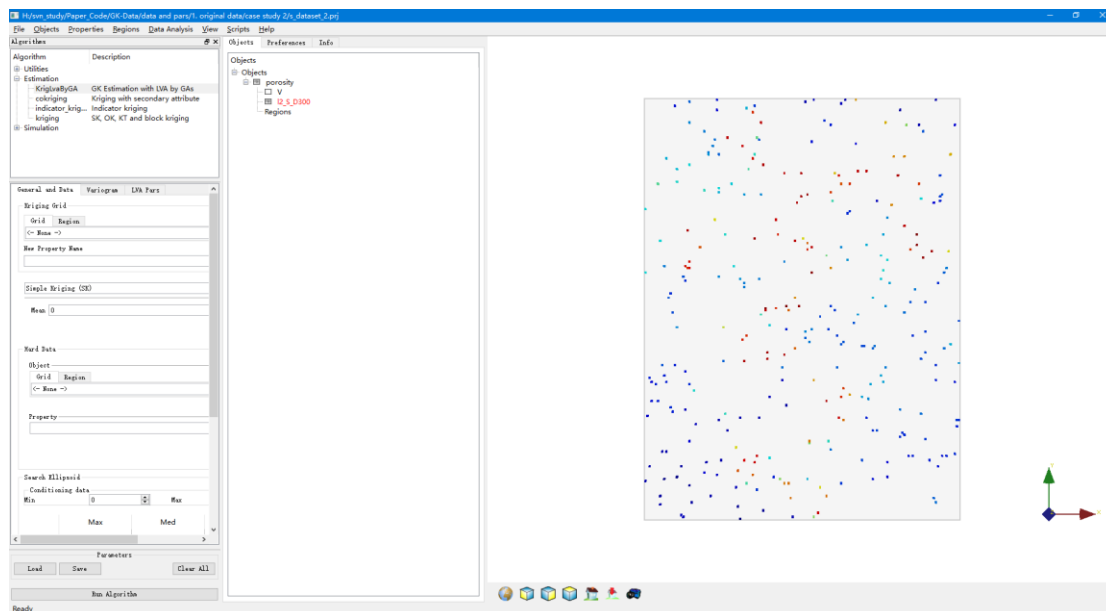 H:/svn_study/Paper_Code/GK-Data/data and pars/1. original data/case study 2/s_dataset_2.prj
File Objects Properties Regions Data Analysis View Scripts Help
Algorithms
Algorithm Description
Utilities
Estimation
KrigLvaByGA GK Estimation with LVA by GAs
cokriging Kriging with secondary attribute
indicator_krig... Indicator kriging
kriging SK, OK, KT and block kriging
Simulation
General and Data Variogram LVA Pars
Kriging Grid
Grid Region
<- None ->
New Property Name
Simple Kriging (SK)
Mean 0
Hard Data
Object
Grid Region
<- None ->
Property
Search Ellipsoid
Conditioning data
Min 0 Max
Max Med
Parameters
Load Save Clear All
Run Algorithm
Ready
Objects Preferences Info
Objects
Objects
porosity
V
l2_S_D300
Regions